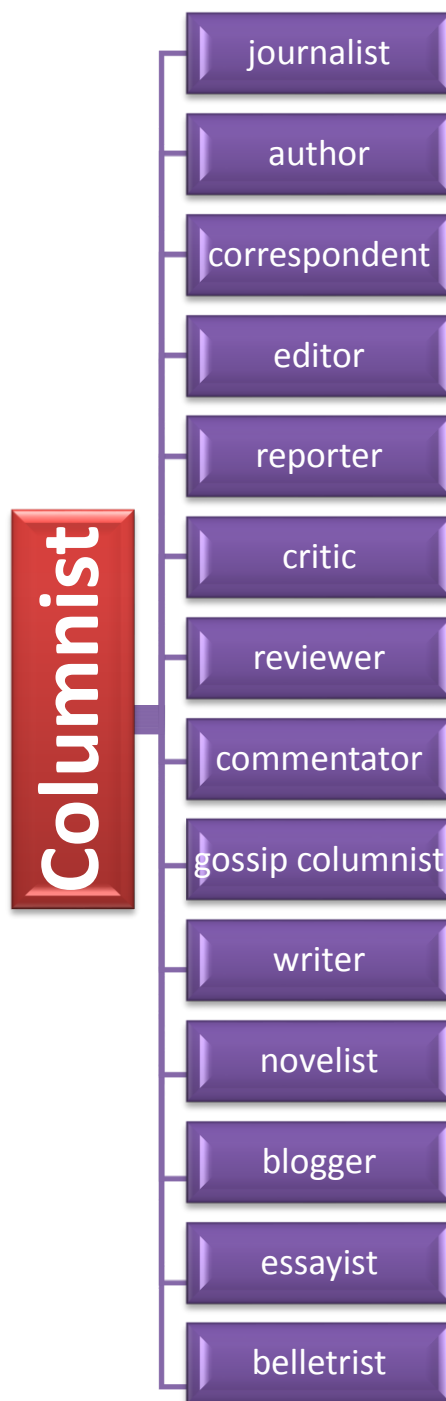 Columnist
journalist
author
correspondent
editor
reporter
critic
reviewer
commentator
gossip columnist
writer
novelist
blogger
essayist
belletrist